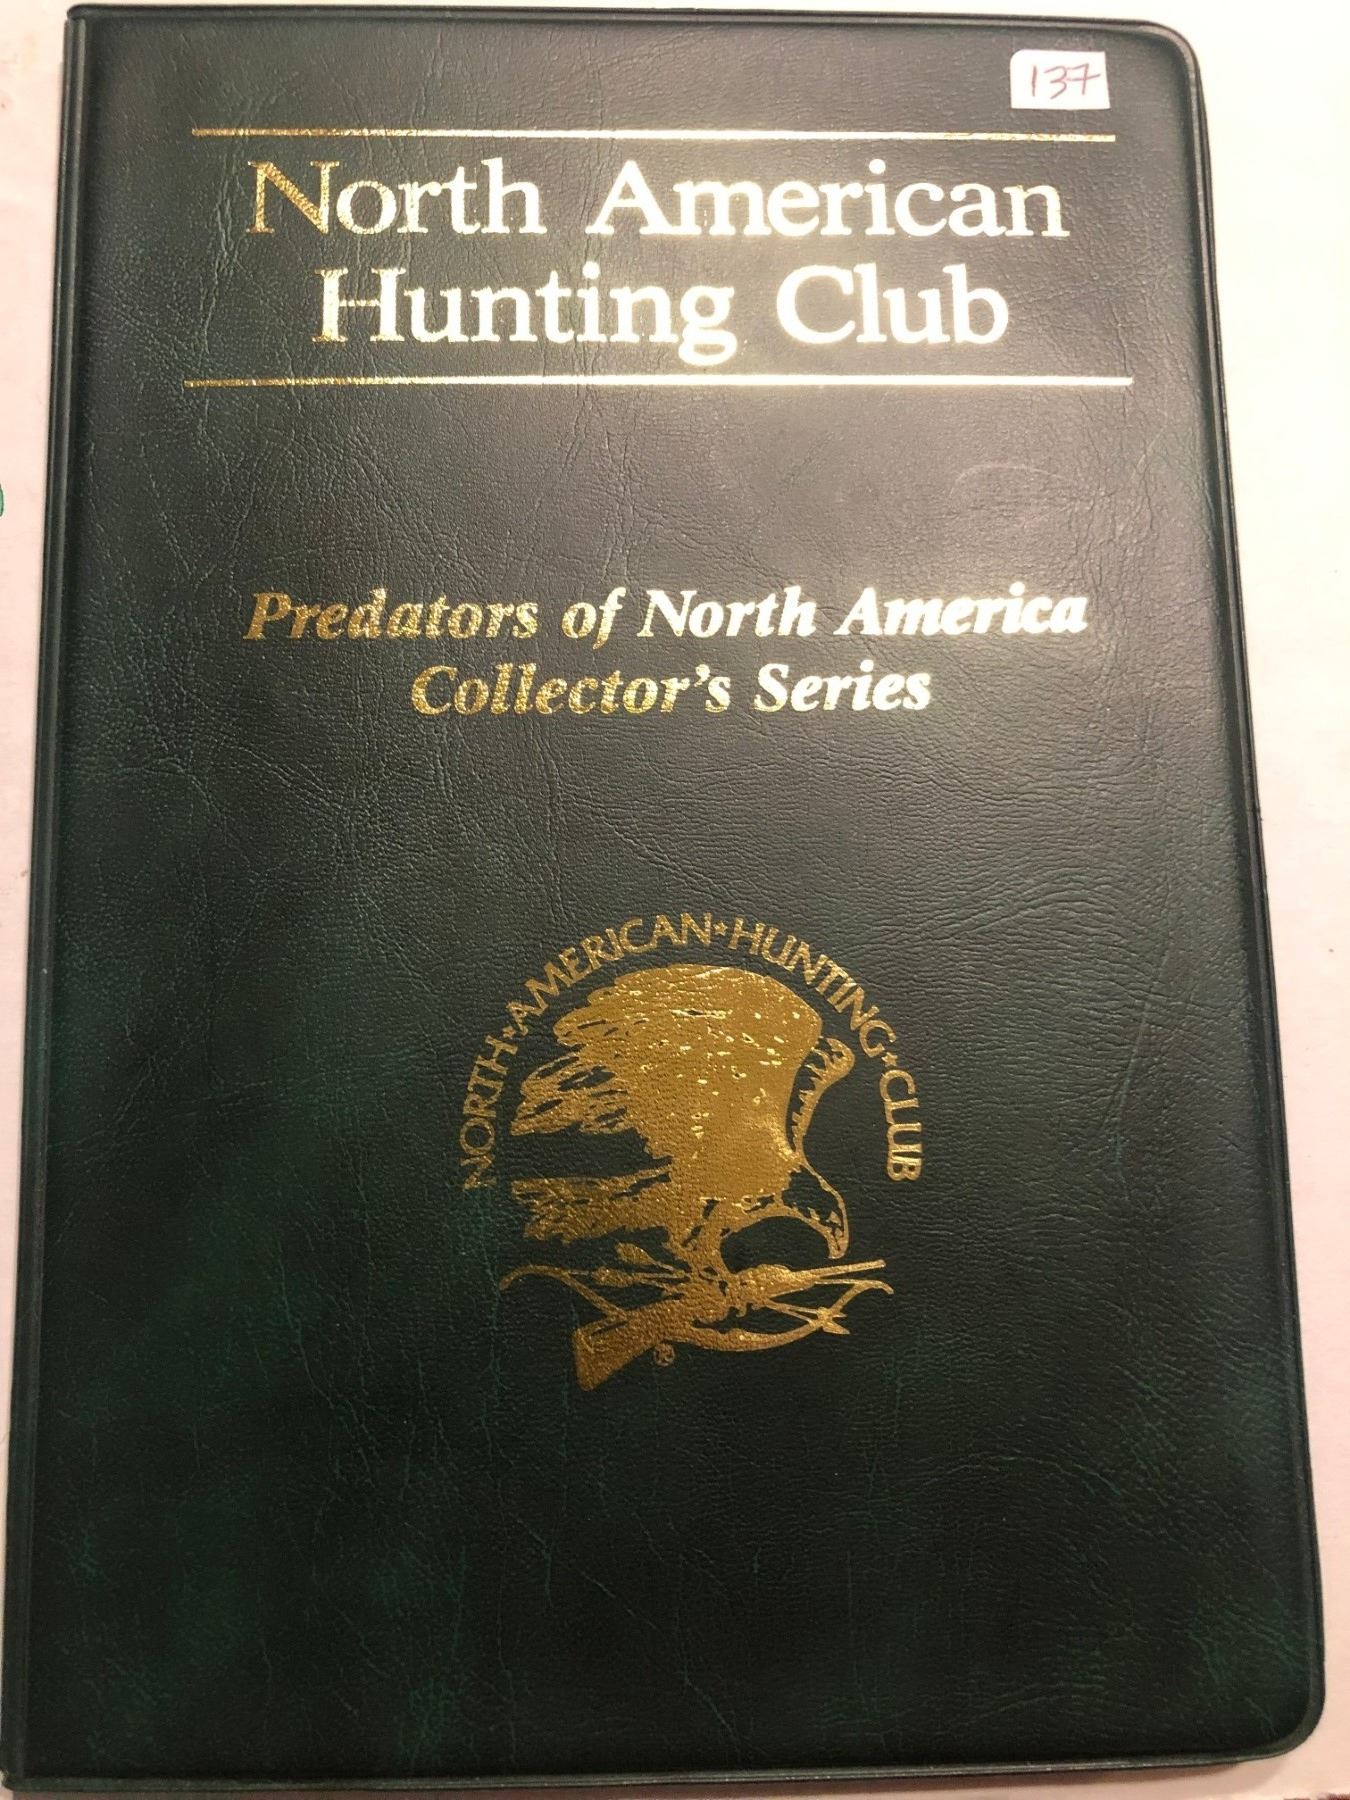 137
North American
Hunting Club
Predators of North America
Collector's Series
NORTH★AMERICAN★HUNTING★CLUB
®